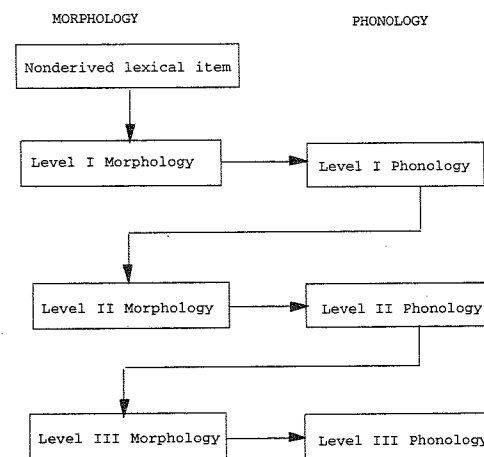 MORPHOLOGY PHONOLOGY
Nonderived lexical item
Level I Morphology Level I Phonology
Level II Morphology Level II Phonology
Level III Morphology Level III Phonology